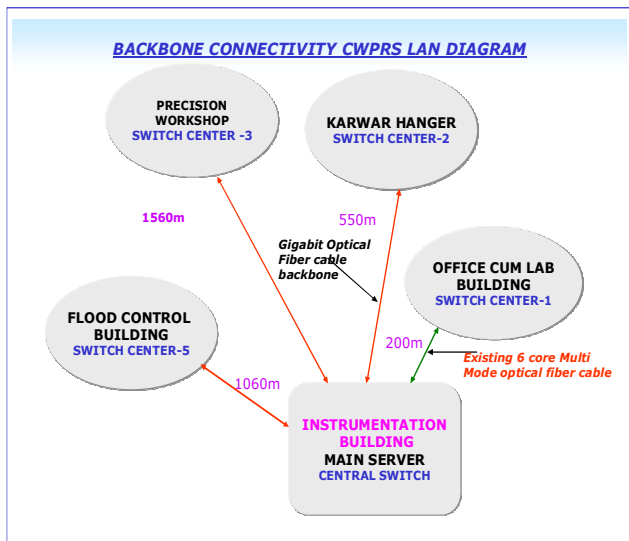 BACKBONE CONNECTIVITY CWPRS LAN DIAGRAM
PRECISION
WORKSHOP
SWITCH CENTER -3
KARWAR HANGER
SWITCH CENTER-2
1560m
550m
Gigabit Optical
Fiber cable
backbone
OFFICE CUM LAB
BUILDING
SWITCH CENTER-1
FLOOD CONTROL
BUILDING
SWITCH CENTER-5
200m
Existing 6 core Multi
Mode optical fiber cable
1060m
INSTRUMENTATION
BUILDING
MAIN SERVER
CENTRAL SWITCH